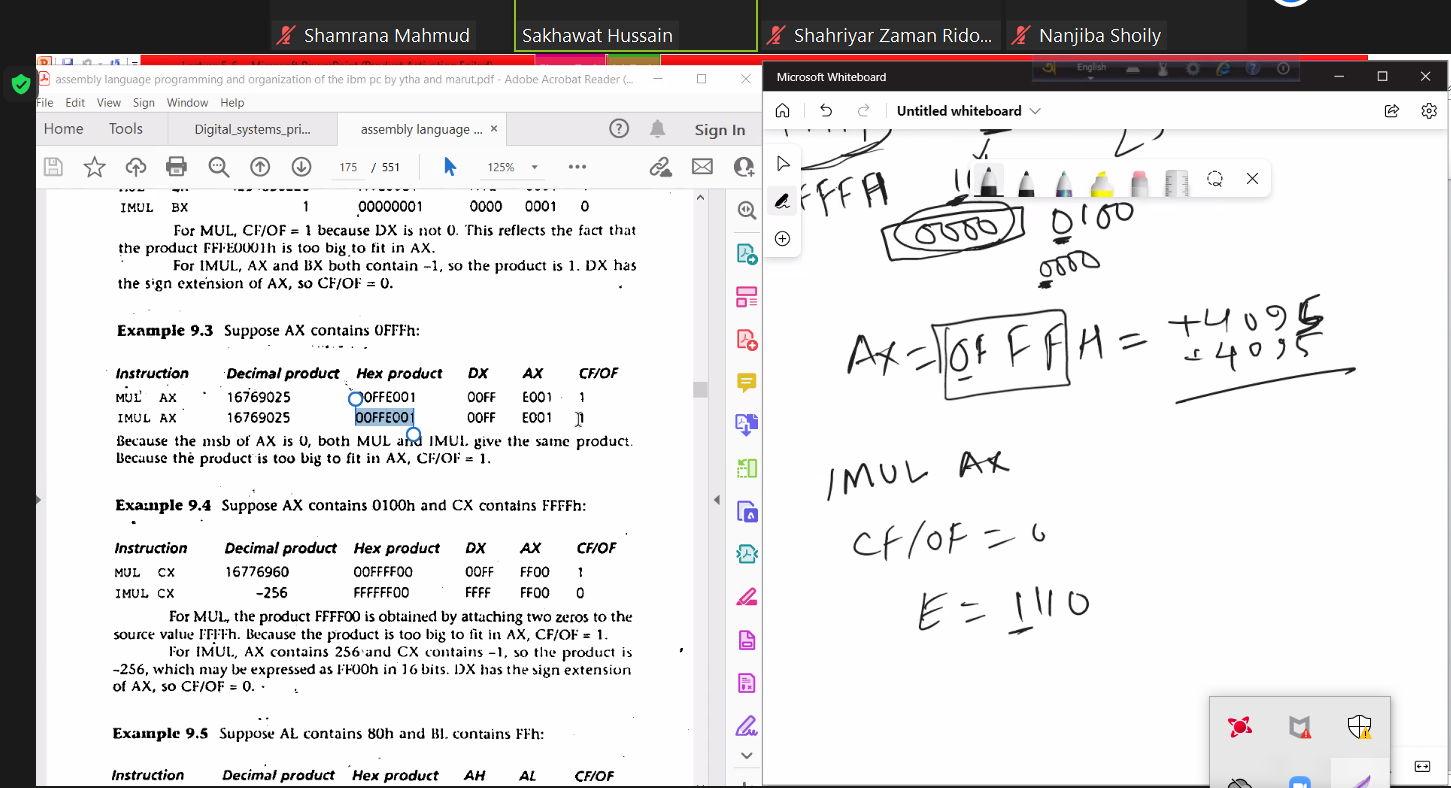 Shamrana Mahmud
Sakhawat Hussain
Shahriyar Zaman Rido...
Nanjiba Shoily
assembly language programming and organization of the ibm pc by ytha and marut.pdf - Adobe Acrobat Reader (...
File Edit View Sign Window Help
Home Tools Digital_systems_pri... assembly language ... × Sign In
175 / 551 125%
IMUL BX 1 00000001 0000 0001 0
For MUL, CF/OF = 1 because DX is not 0. This reflects the fact that
the product FFFE0001h is too big to fit in AX.
For IMUL, AX and BX both contain -1, so the product is 1. DX has
the sign extension of AX, so CF/OF = 0.
Example 9.3 Suppose AX contains 0FFFh:
Instruction Decimal product Hex product DX AX CF/OF
MUL AX 16769025 00FFE001 00FF E001 1
IMUL AX 16769025 00FFE001 00FF E001 1
Because the msb of AX is 0, both MUL and IMUL give the same product.
Because the product is too big to fit in AX, CF/OF = 1.
Example 9.4 Suppose AX contains 0100h and CX contains FFFFh:
Instruction Decimal product Hex product DX AX CF/OF
MUL CX 16776960 00FFFF00 00FF FF00 1
IMUL CX -256 FFFFFF00 FFFF FF00 0
For MUL, the product FFFF00 is obtained by attaching two zeros to the
source value FFFFh. Because the product is too big to fit in AX, CF/OF = 1.
For IMUL, AX contains 256 and CX contains -1, so the product is
-256, which may be expressed as FF00h in 16 bits. DX has the sign extension
of AX, so CF/OF = 0.
Example 9.5 Suppose AL contains 80h and BL contains FFh:
Instruction Decimal product Hex product AH AL CF/OF
Microsoft Whiteboard
English
Untitled whiteboard
FFFH
0000 0100
0000
AX = 0FFFH = +4095
4095
IMUL AX
CF/OF = 0
E = 1110